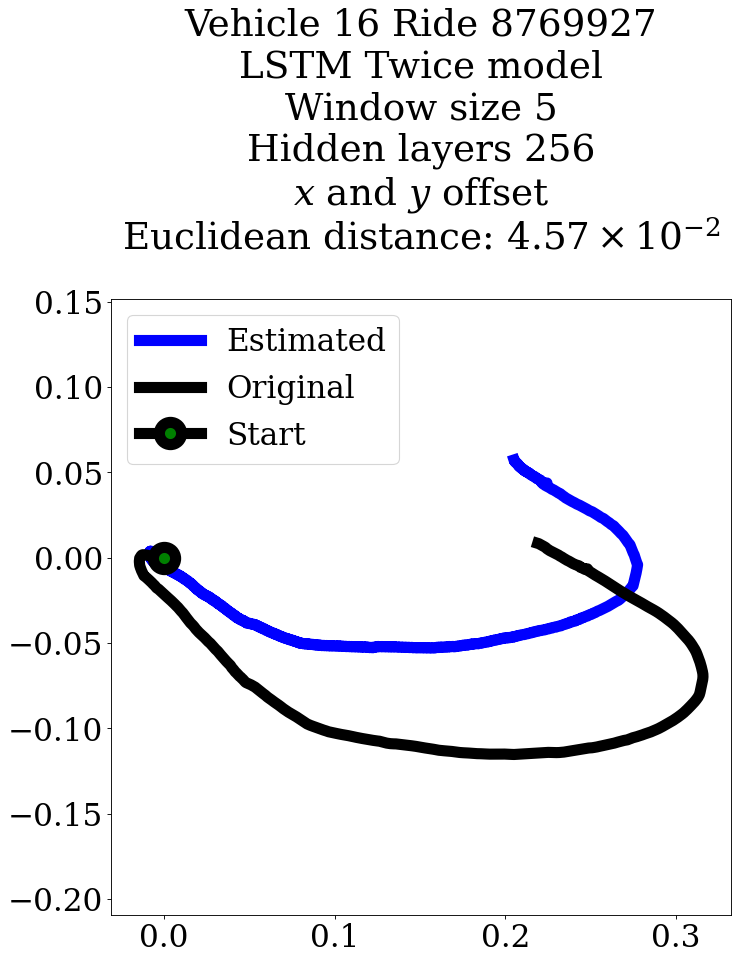 Vehicle 16 Ride 8769927
LSTM Twice model
Window size 5
Hidden layers 256
x and y offset
Euclidean distance: 4.57 × 10⁻²
Estimated
Original
Start
0.15
0.10
0.05
0.00
−0.05
−0.10
−0.15
−0.20
0.0 0.1 0.2 0.3